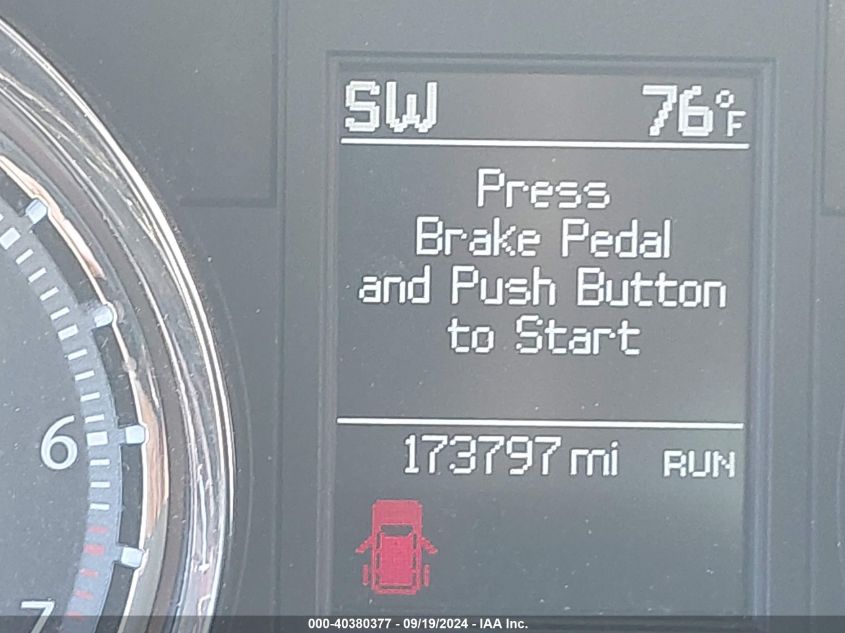 SW 76°F
Press
Brake Pedal
and Push Button
to Start
173797 mi RUN
6
7
000-40380377 - 09/19/2024 - IAA Inc.